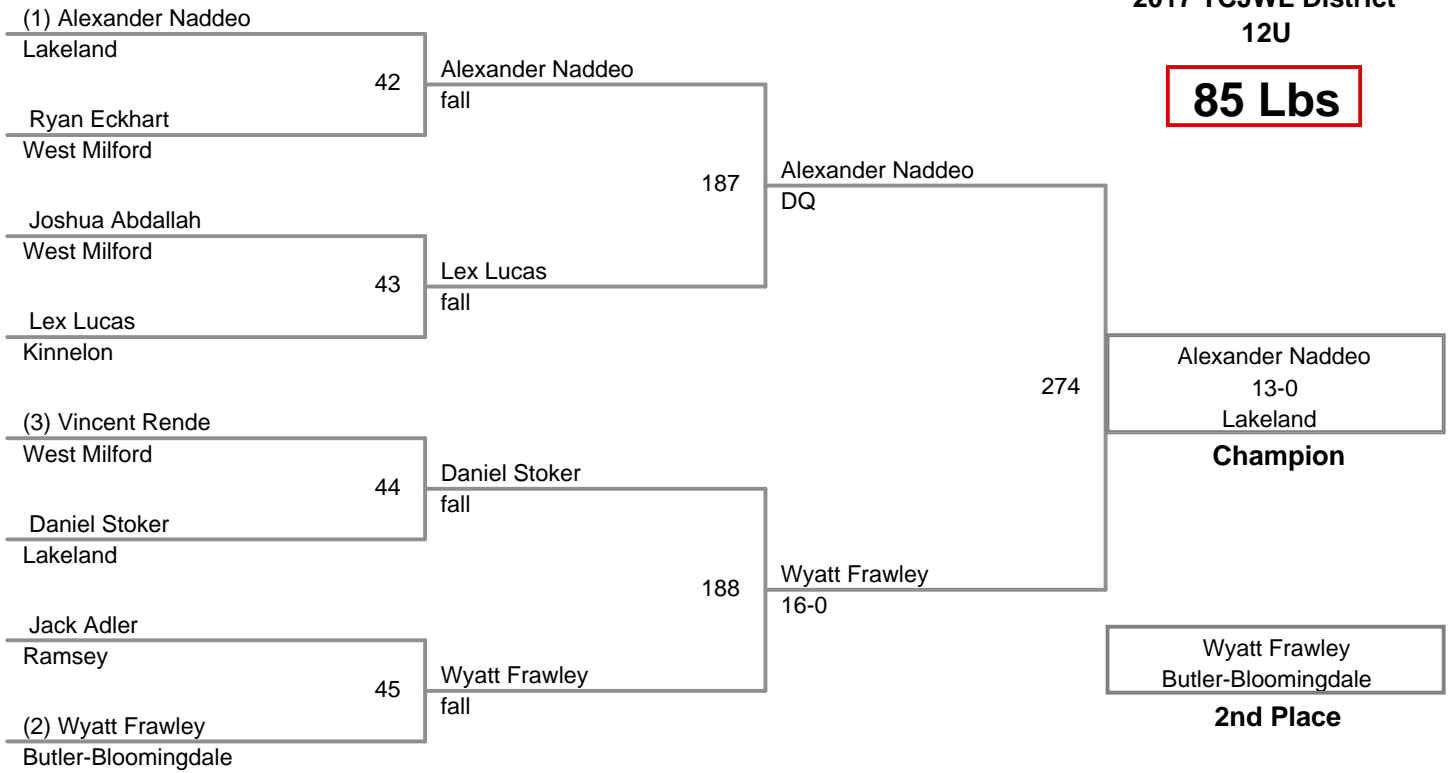 2017 TCJWL District
12U
85 Lbs
(1) Alexander Naddeo
Lakeland
42
Ryan Eckhart
West Milford
Joshua Abdallah
West Milford
43
Lex Lucas
Kinnelon
(3) Vincent Rende
West Milford
44
Daniel Stoker
Lakeland
Jack Adler
Ramsey
45
(2) Wyatt Frawley
Butler-Bloomingdale
Alexander Naddeo
fall
187
Lex Lucas
fall
Daniel Stoker
fall
188
Wyatt Frawley
fall
Alexander Naddeo
DQ
274
Wyatt Frawley
16-0
Alexander Naddeo
13-0
Lakeland
Champion
Wyatt Frawley
Butler-Bloomingdale
2nd Place